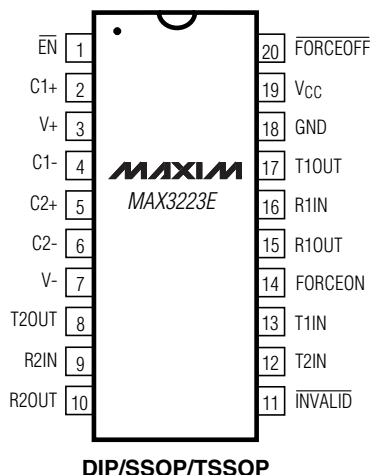 EN 1
C1+ 2
V+ 3
C1- 4
C2+ 5
C2- 6
V- 7
T2OUT 8
R2IN 9
R2OUT 10
MAXIM
MAX3223E
20 FORCEOFF
19 VCC
18 GND
17 T1OUT
16 R1IN
15 R1OUT
14 FORCEON
13 T1IN
12 T2IN
11 INVALID
DIP/SSOP/TSSOP